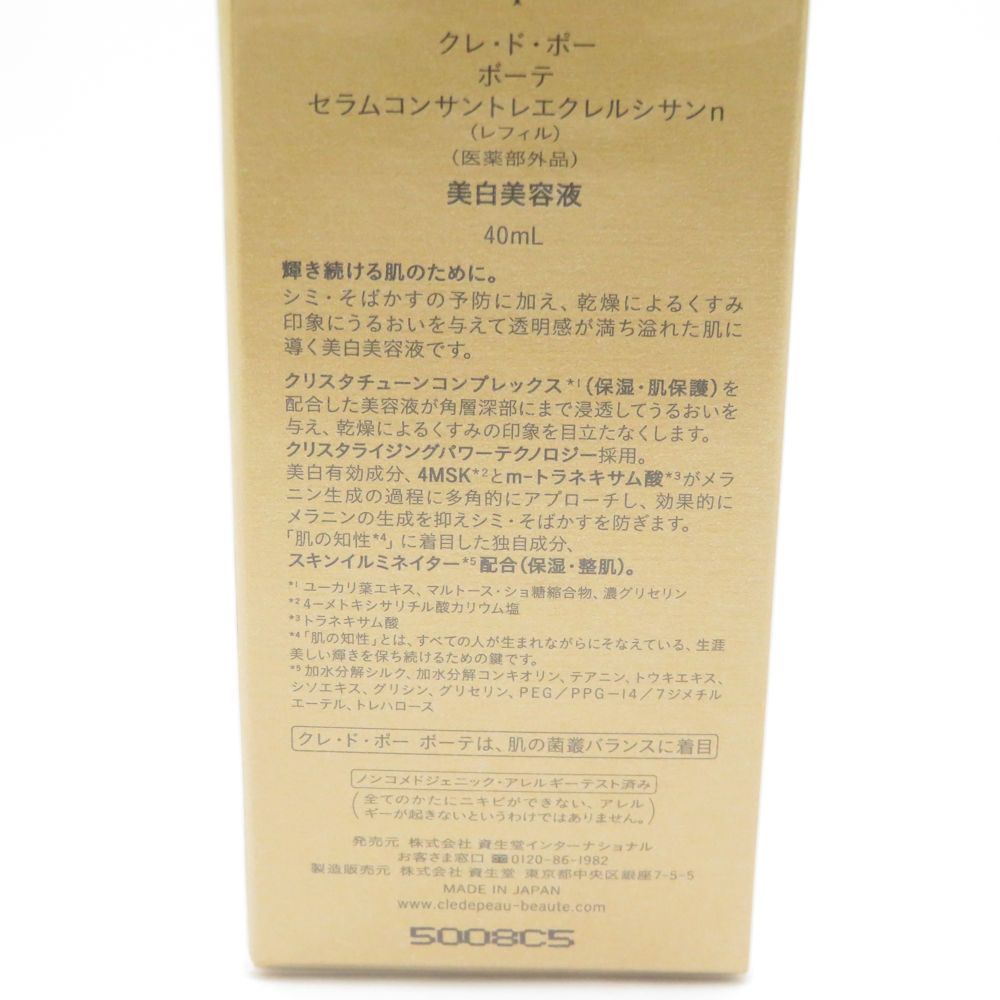 クレ・ド・ポー
ボーテ
セラムコンサントレエクレルシサンn
(レフィル)
(医薬部外品)
美白美容液
40mL
輝き続ける肌のために。
シミ・そばかすの予防に加え、乾燥によるくすみ
印象にうるおいを与えて透明感が満ち溢れた肌に
導く美白美容液です。
クリスタチューンコンプレックス*1(保湿・肌保護)を
配合した美容液が角層深部にまで浸透してうるおいを
与え、乾燥によるくすみの印象を目立たなくします。
クリスタライジングパワーテクノロジー採用。
美白有効成分、4MSK*2とm-トラネキサム酸*3がメラ
ニン生成の過程に多角的にアプローチし、効果的に
メラニンの生成を抑えシミ・そばかすを防ぎます。
「肌の知性*4」に着目した独自成分、
スキンイルミネイター*5配合(保湿・整肌)。
*1 ユーカリ葉エキス、マルトース・ショ糖縮合物、濃グリセリン
*2 4-メトキシサリチル酸カリウム塩
*3 トラネキサム酸
*4「肌の知性」とは、すべての人が生まれながらにそなえている、生涯
美しい輝きを保ち続けるための鍵です。
*5 加水分解シルク、加水分解コンキオリン、テアニン、トウキエキス、
シソエキス、グリシン、グリセリン、PEG/PPG-14/7ジメチル
エーテル、トレハロース
クレ・ド・ポー ボーテは、肌の菌叢バランスに着目
ノンコメドジェニック・アレルギーテスト済み
(全てのかたにニキビができない、アレル
ギーが起きないというわけではありません。)
発売元 株式会社 資生堂インターナショナル
お客さま窓口 0120-86-1982
製造販売元 株式会社 資生堂 東京都中央区銀座7-5-5
MADE IN JAPAN
www.cledepeau-beaute.com
5008C5